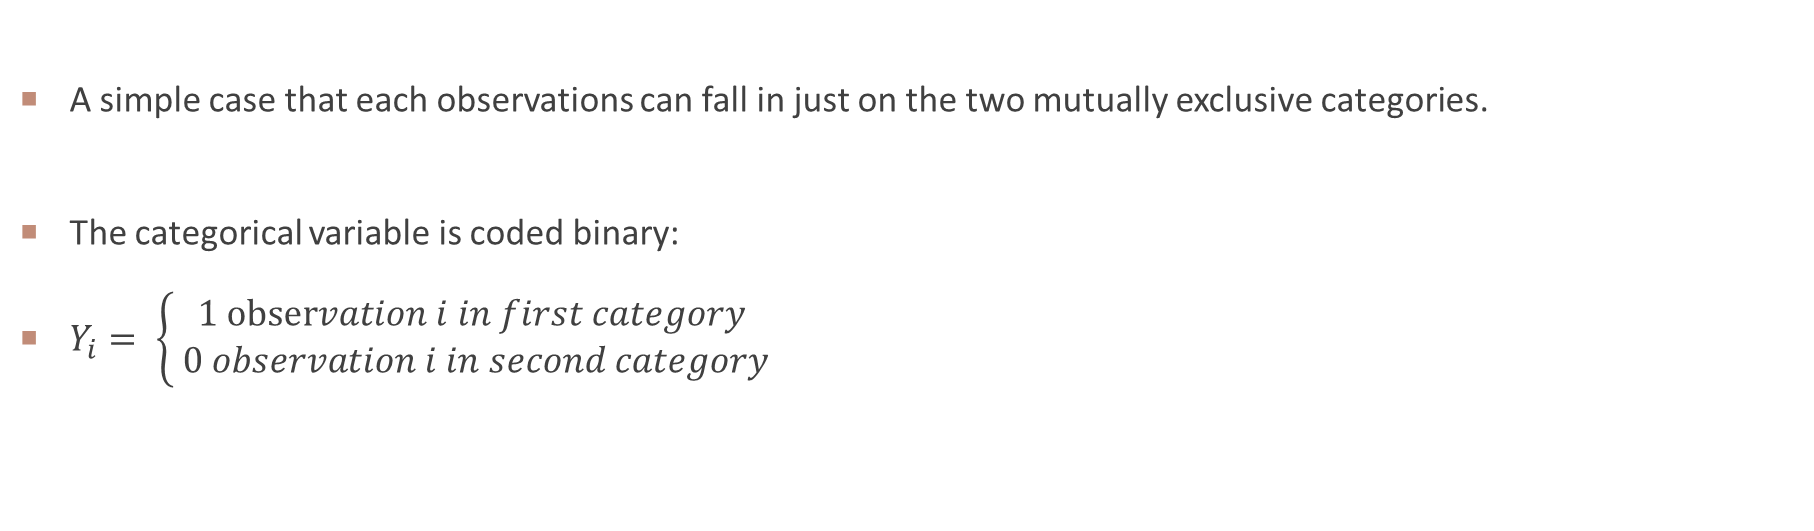 ▪ A simple case that each observations can fall in just on the two mutually exclusive categories.
▪ The categorical variable is coded binary:
▪ Yᵢ = { 1 observation i in first category
0 observation i in second category